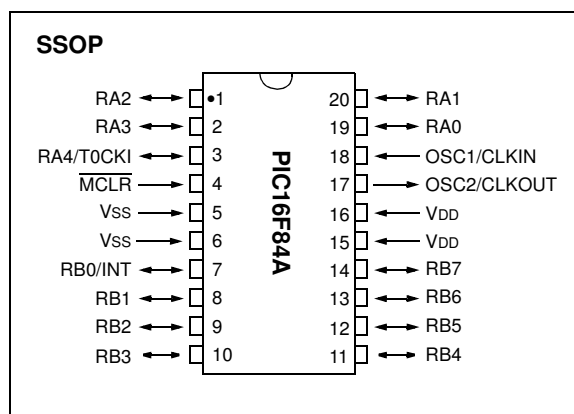 SSOP
RA2 •1 20 RA1
RA3 2 19 RA0
RA4/T0CKI 3 18 OSC1/CLKIN
MCLR 4 17 OSC2/CLKOUT
VSS 5 16 VDD
VSS 6 15 VDD
RB0/INT 7 14 RB7
RB1 8 13 RB6
RB2 9 12 RB5
RB3 10 11 RB4
PIC16F84A